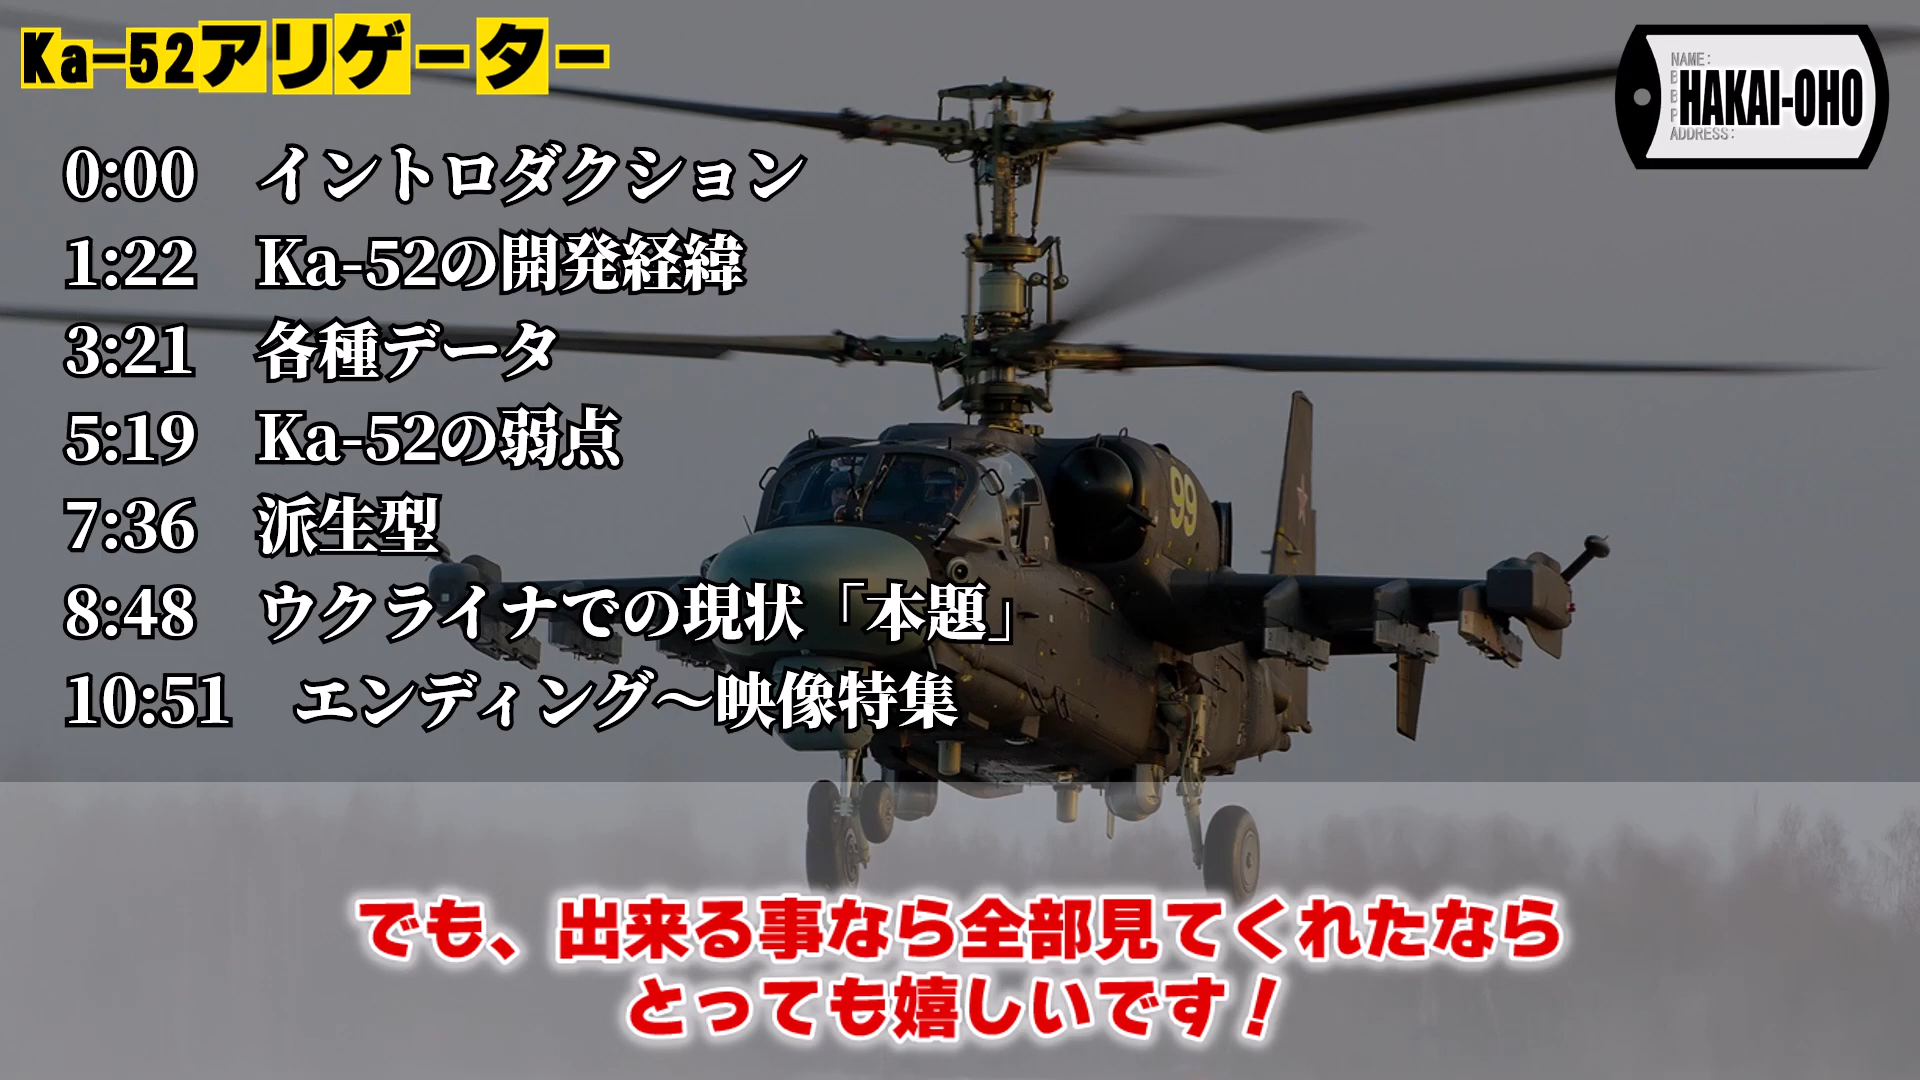 Ka-52アリゲーター
NAME:
HAKAI-OHO
ADDRESS:
0:00 イントロダクション
1:22 Ka-52の開発経緯
3:21 各種データ
5:19 Ka-52の弱点
7:36 派生型
8:48 ウクライナでの現状「本題」
10:51 エンディング～映像特集
99
でも、出来る事なら全部見てくれたなら
とっても嬉しいです！